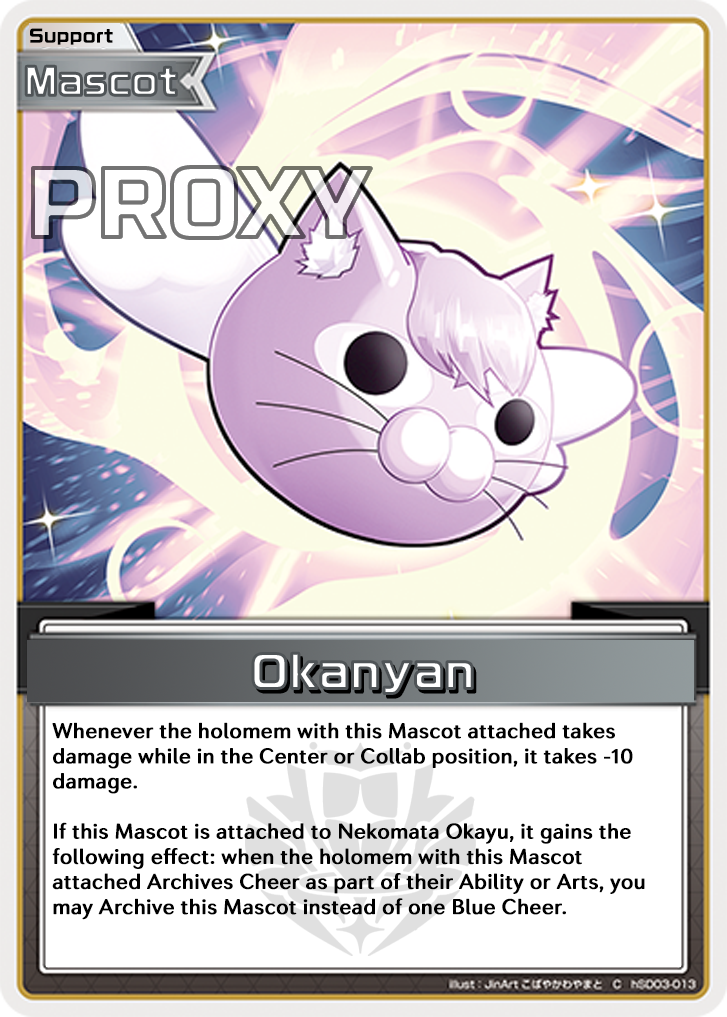 Support
Mascot
PROXY
Okanyan
Whenever the holomem with this Mascot attached takes
damage while in the Center or Collab position, it takes -10
damage.
If this Mascot is attached to Nekomata Okayu, it gains the
following effect: when the holomem with this Mascot
attached Archives Cheer as part of their Ability or Arts, you
may Archive this Mascot instead of one Blue Cheer.
illust : JinArt こばやかわやまと C hSD03-013